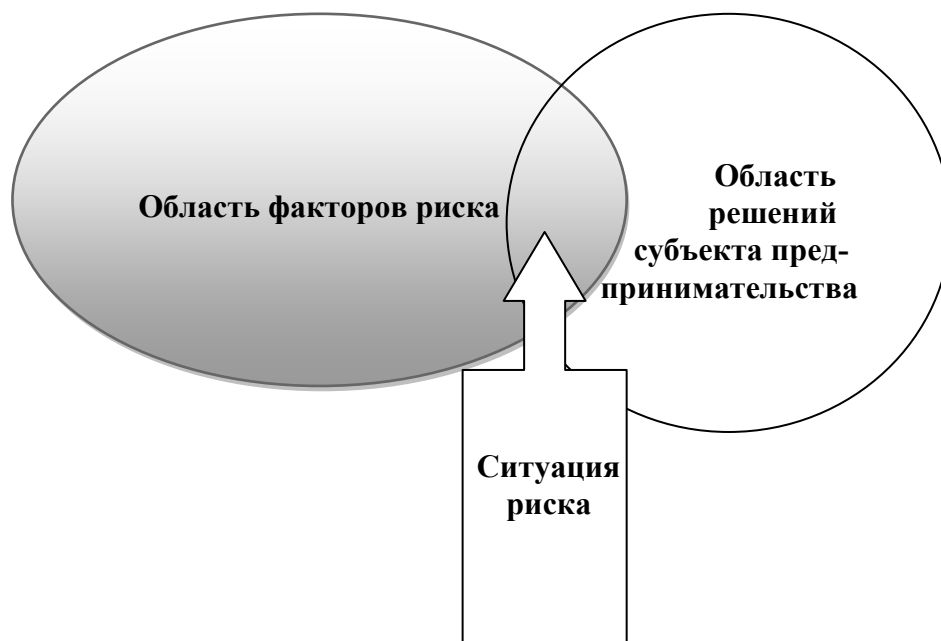 Область факторов риска
Область
решений
субъекта пред-
принимательства
Ситуация
риска